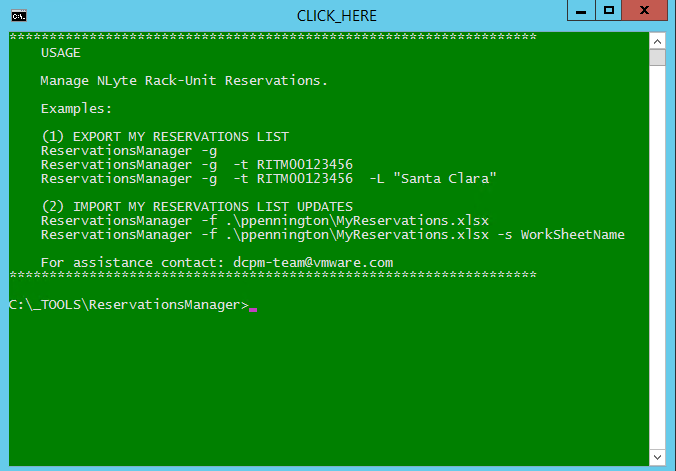 CLICK_HERE
C:\.
*******************************************************************
USAGE
Manage NLyte Rack-Unit Reservations.
Examples:
(1) EXPORT MY RESERVATIONS LIST
ReservationsManager -g
ReservationsManager -g  -t RITM00123456
ReservationsManager -g  -t RITM00123456  -L "Santa Clara"
(2) IMPORT MY RESERVATIONS LIST UPDATES
ReservationsManager -f .\ppennington\MyReservations.xlsx
ReservationsManager -f .\ppennington\MyReservations.xlsx -s WorkSheetName
For assistance contact: dcpm-team@vmware.com
*******************************************************************
C:\_TOOLS\ReservationsManager>